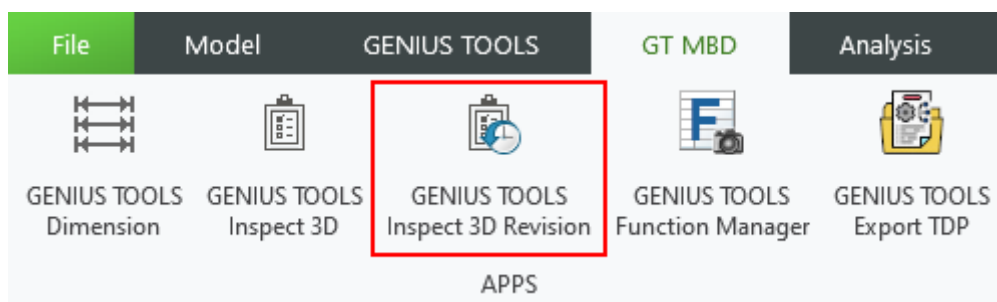 File Model GENIUS TOOLS GT MBD Analysis
GENIUS TOOLS GENIUS TOOLS GENIUS TOOLS GENIUS TOOLS GENIUS TOOLS
Dimension Inspect 3D Inspect 3D Revision Function Manager Export TDP
APPS